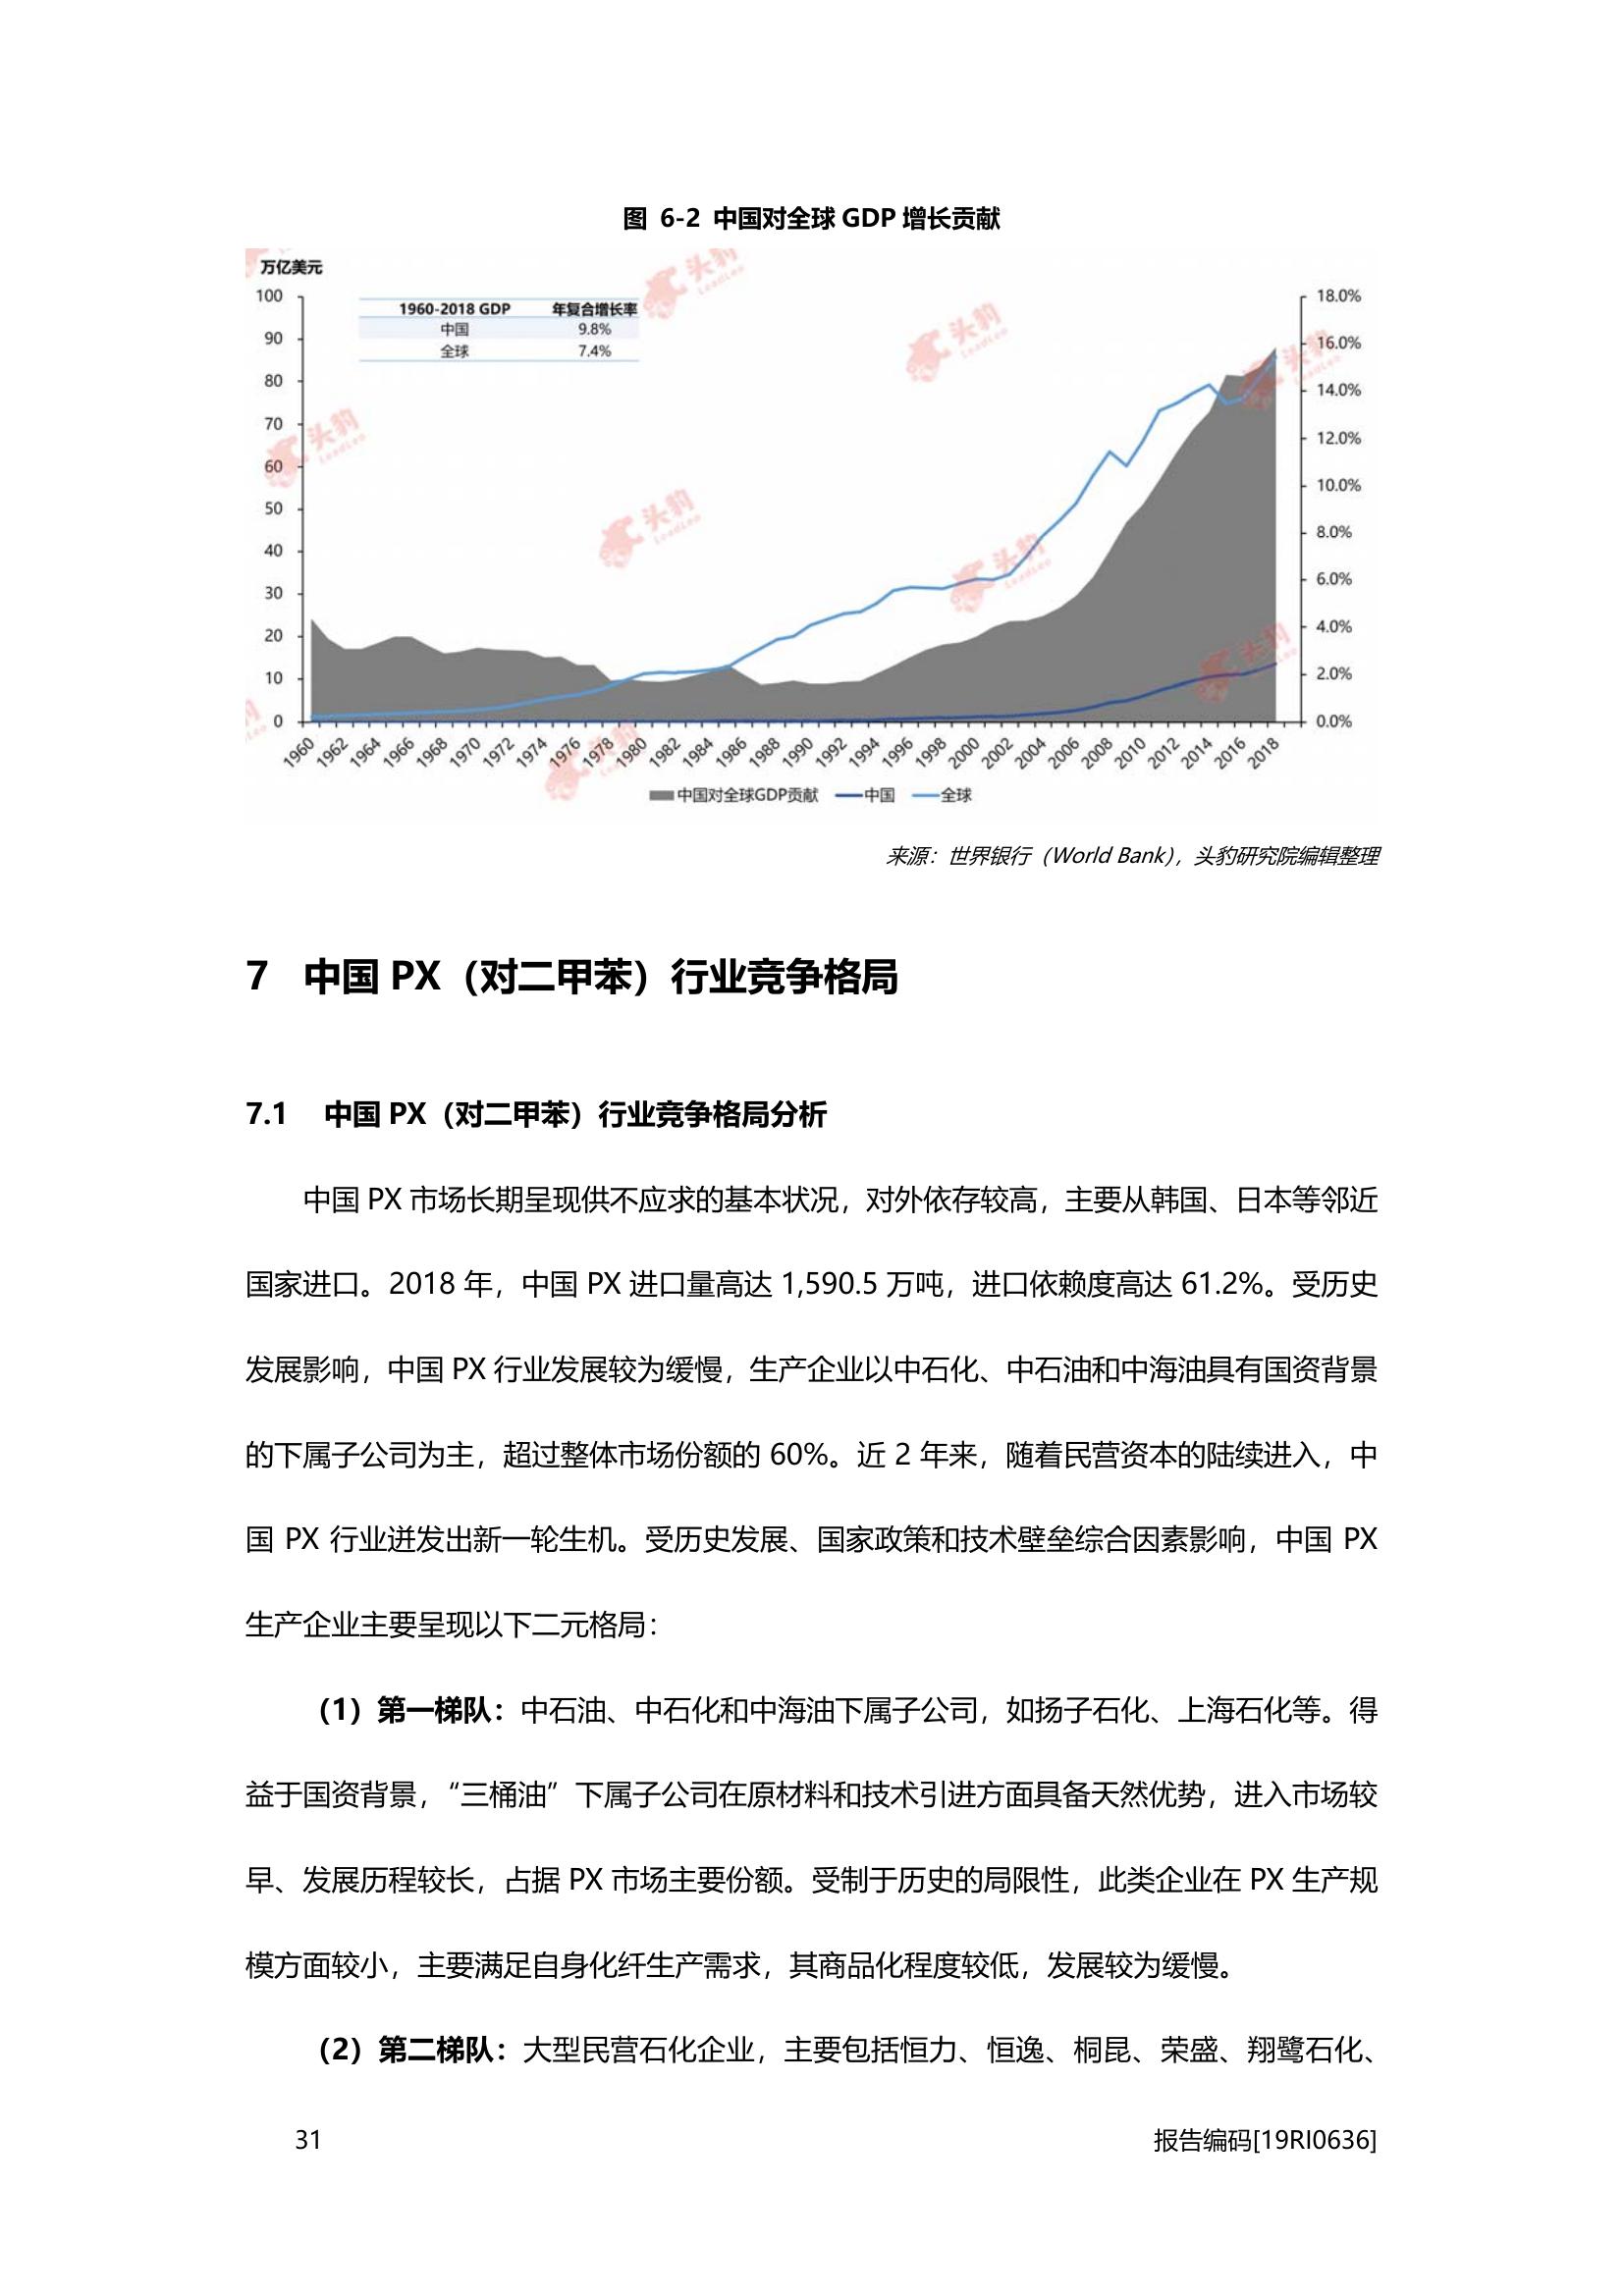 图 6-2 中国对全球 GDP 增长贡献
万亿美元
1960-2018 GDP 年复合增长率
中国 9.8%
全球 7.4%
100
90
80
70
60
50
40
30
20
10
0
18.0%
16.0%
14.0%
12.0%
10.0%
8.0%
6.0%
4.0%
2.0%
0.0%
1960 1962 1964 1966 1968 1970 1972 1974 1976 1978 1980 1982 1984 1986 1988 1990 1992 1994 1996 1998 2000 2002 2004 2006 2008 2010 2012 2014 2016 2018
中国对全球GDP贡献 中国 全球
头豹
LeadLeo
头豹
LeadLeo
头豹
LeadLeo
头豹
LeadLeo
头豹
LeadLeo
头豹
LeadLeo
头豹
LeadLeo
头豹
LeadLeo
来源：世界银行（World Bank），头豹研究院编辑整理
7 中国 PX（对二甲苯）行业竞争格局
7.1 中国 PX（对二甲苯）行业竞争格局分析
中国 PX 市场长期呈现供不应求的基本状况，对外依存较高，主要从韩国、日本等邻近
国家进口。2018 年，中国 PX 进口量高达 1,590.5 万吨，进口依赖度高达 61.2%。受历史
发展影响，中国 PX 行业发展较为缓慢，生产企业以中石化、中石油和中海油具有国资背景
的下属子公司为主，超过整体市场份额的 60%。近 2 年来，随着民营资本的陆续进入，中
国 PX 行业迸发出新一轮生机。受历史发展、国家政策和技术壁垒综合因素影响，中国 PX
生产企业主要呈现以下二元格局：
（1）第一梯队：中石油、中石化和中海油下属子公司，如扬子石化、上海石化等。得
益于国资背景，“三桶油”下属子公司在原材料和技术引进方面具备天然优势，进入市场较
早、发展历程较长，占据 PX 市场主要份额。受制于历史的局限性，此类企业在 PX 生产规
模方面较小，主要满足自身化纤生产需求，其商品化程度较低，发展较为缓慢。
（2）第二梯队：大型民营石化企业，主要包括恒力、恒逸、桐昆、荣盛、翔鹭石化、
31 报告编码[19RI0636]